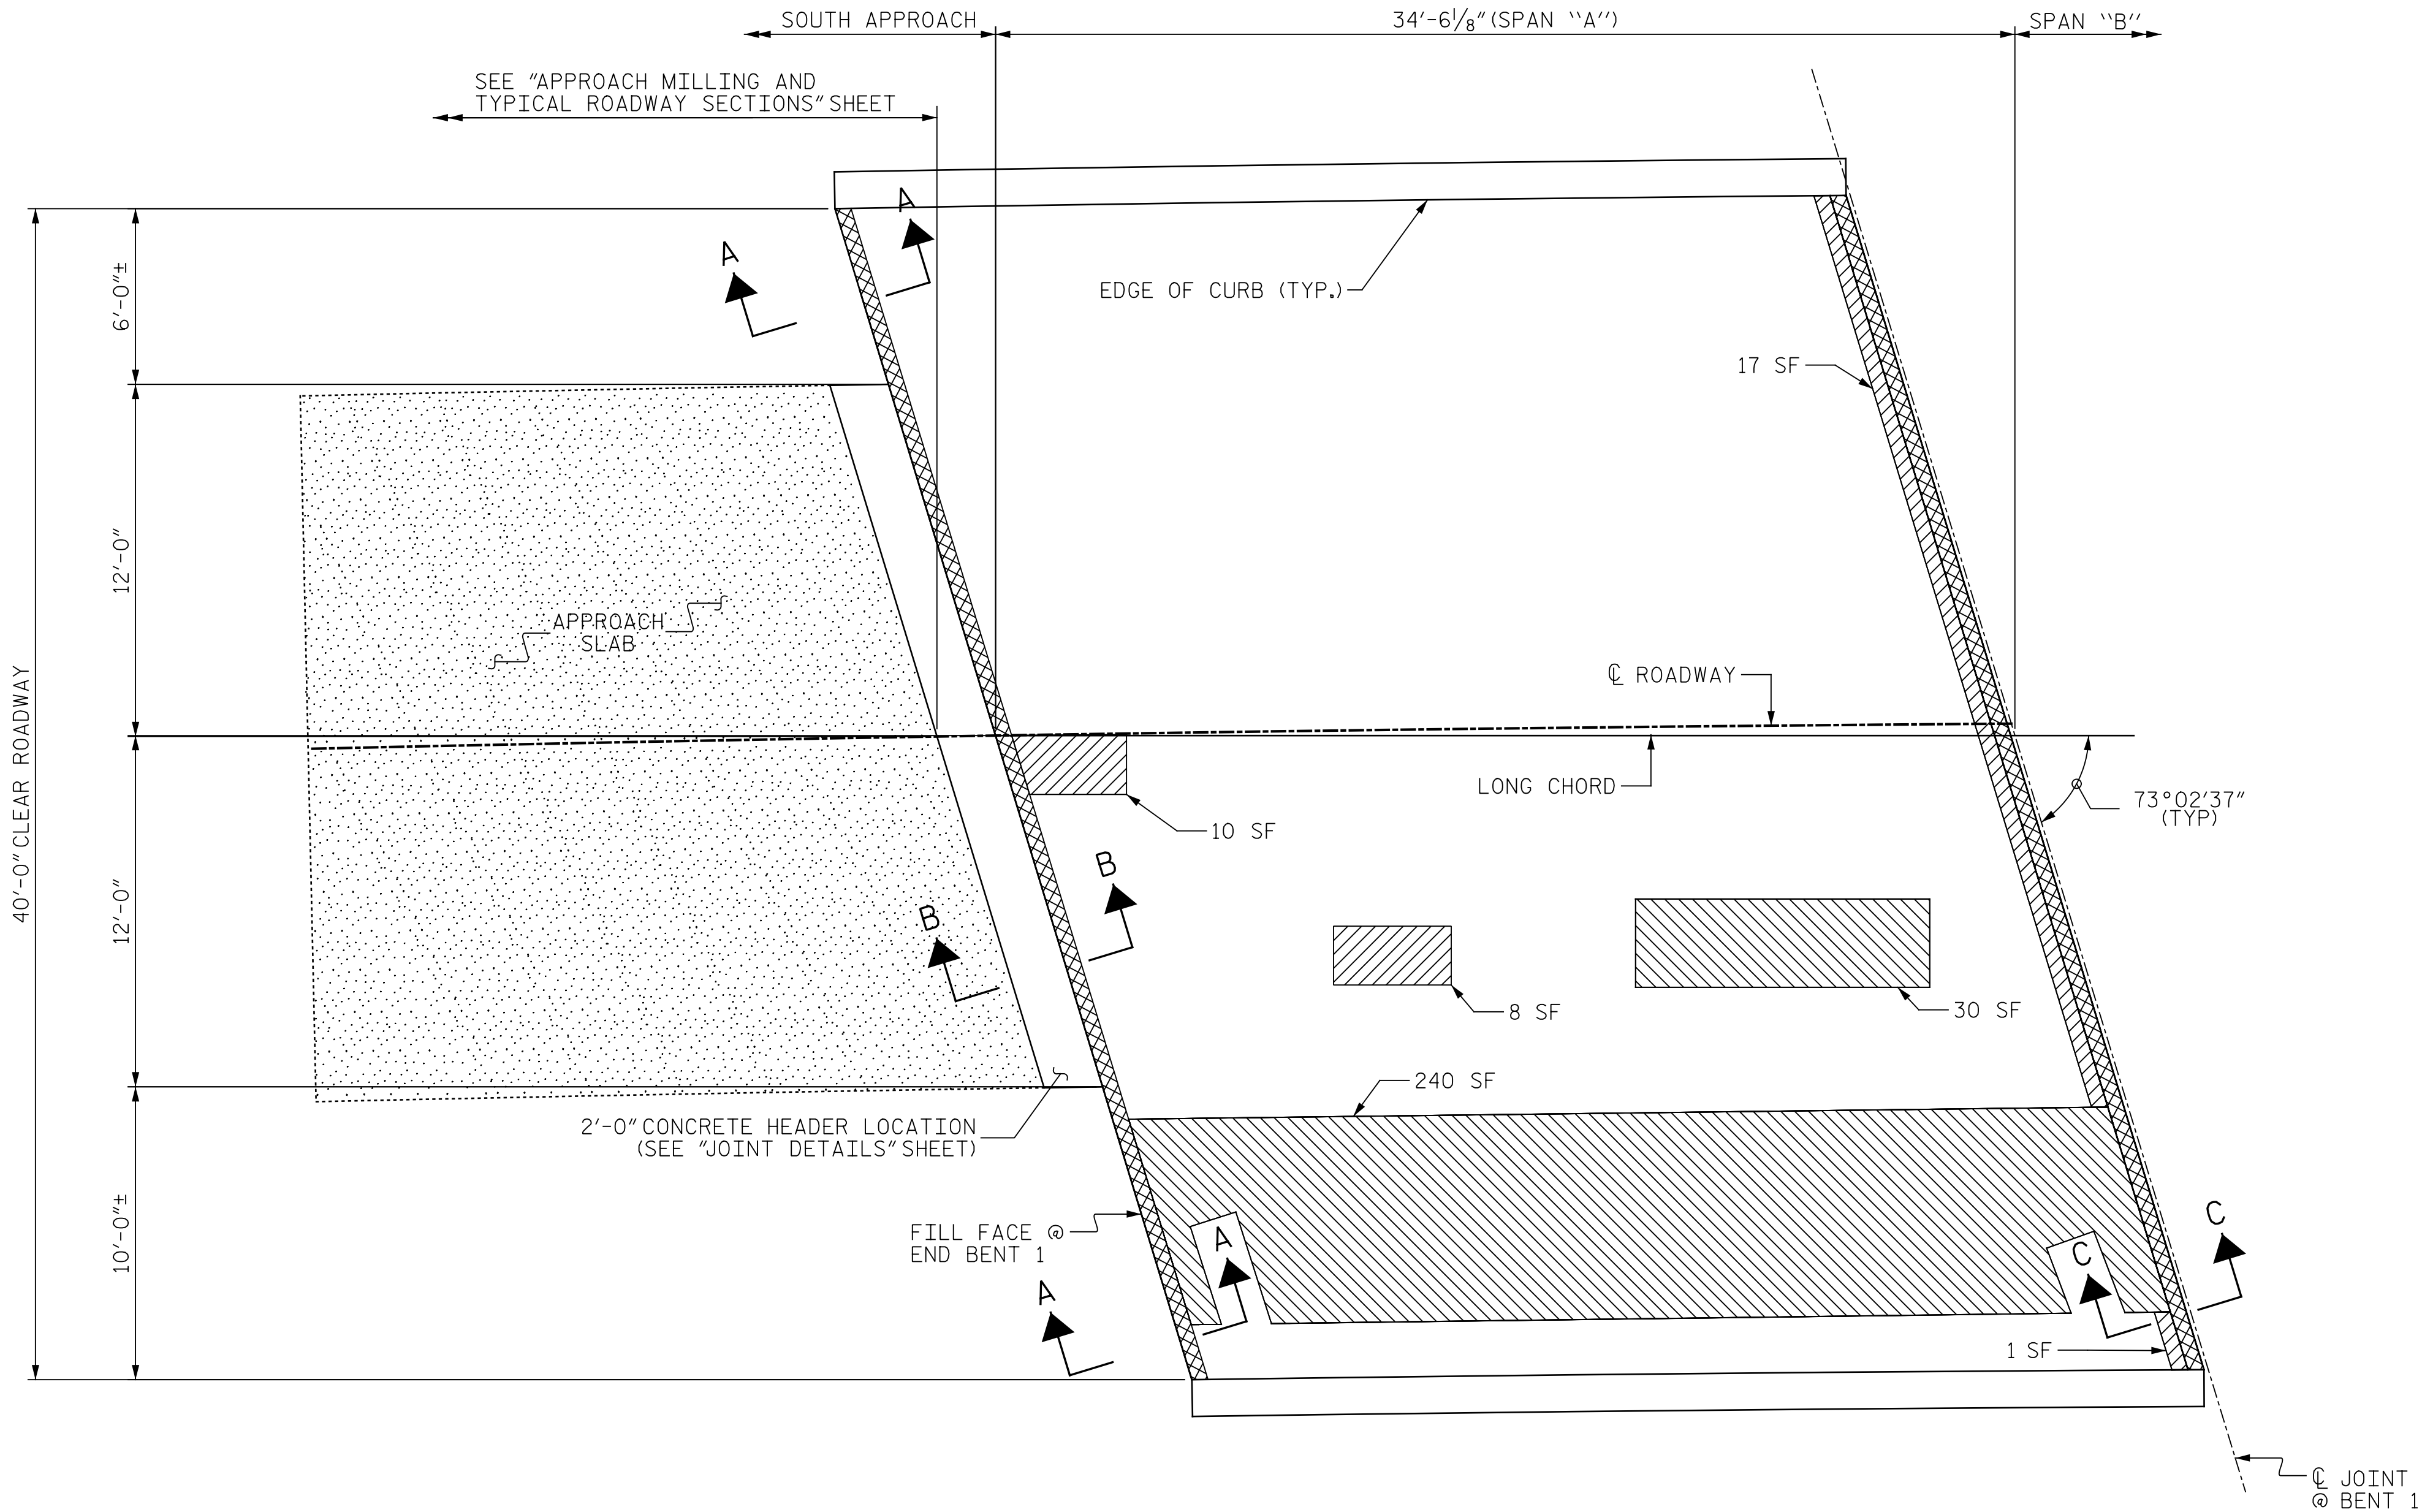 SOUTH APPROACH
34'-6 1/8" (SPAN ``A'')
SPAN ``B''
SEE "APPROACH MILLING AND
TYPICAL ROADWAY SECTIONS" SHEET
A
A
6'-0"±
EDGE OF CURB (TYP.)
17 SF
12'-0"
APPROACH
SLAB
℄ ROADWAY
40'-0" CLEAR ROADWAY
LONG CHORD
73°02'37"
(TYP)
10 SF
B
B
12'-0"
8 SF
30 SF
240 SF
2'-0" CONCRETE HEADER LOCATION
(SEE "JOINT DETAILS" SHEET)
10'-0"±
FILL FACE @
END BENT 1
A
A
C
C
1 SF
℄ JOINT
@ BENT 1